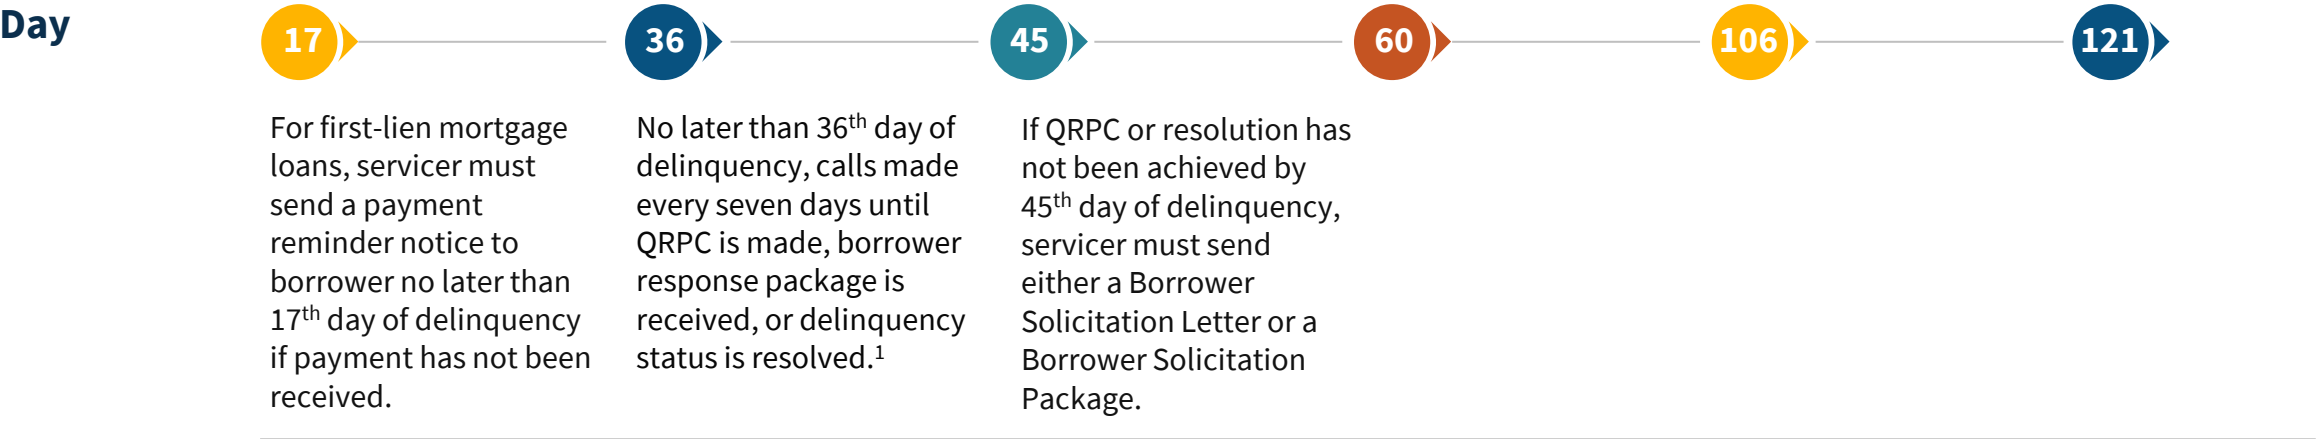 Day
17
36
45
60
106
121
For first-lien mortgage
loans, servicer must
send a payment
reminder notice to
borrower no later than
17th day of delinquency
if payment has not been
received.
No later than 36th day of
delinquency, calls made
every seven days until
QRPC is made, borrower
response package is
received, or delinquency
status is resolved.1
If QRPC or resolution has
not been achieved by
45th day of delinquency,
servicer must send
either a Borrower
Solicitation Letter or a
Borrower Solicitation
Package.